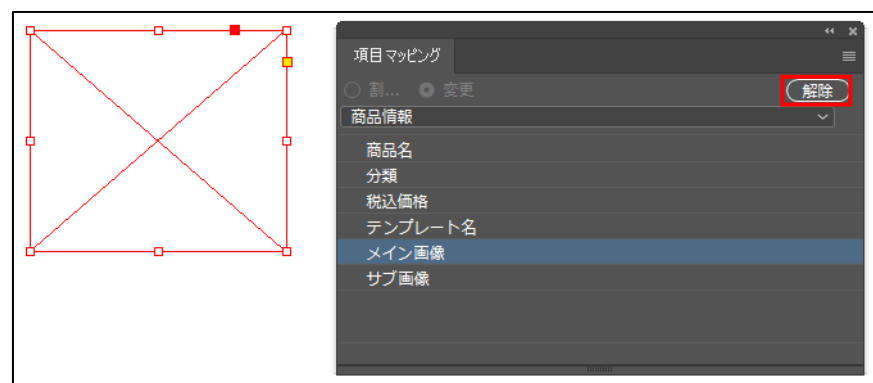 項目マッピング
割... 変更 解除
商品情報
商品名
分類
税込価格
テンプレート名
メイン画像
サブ画像